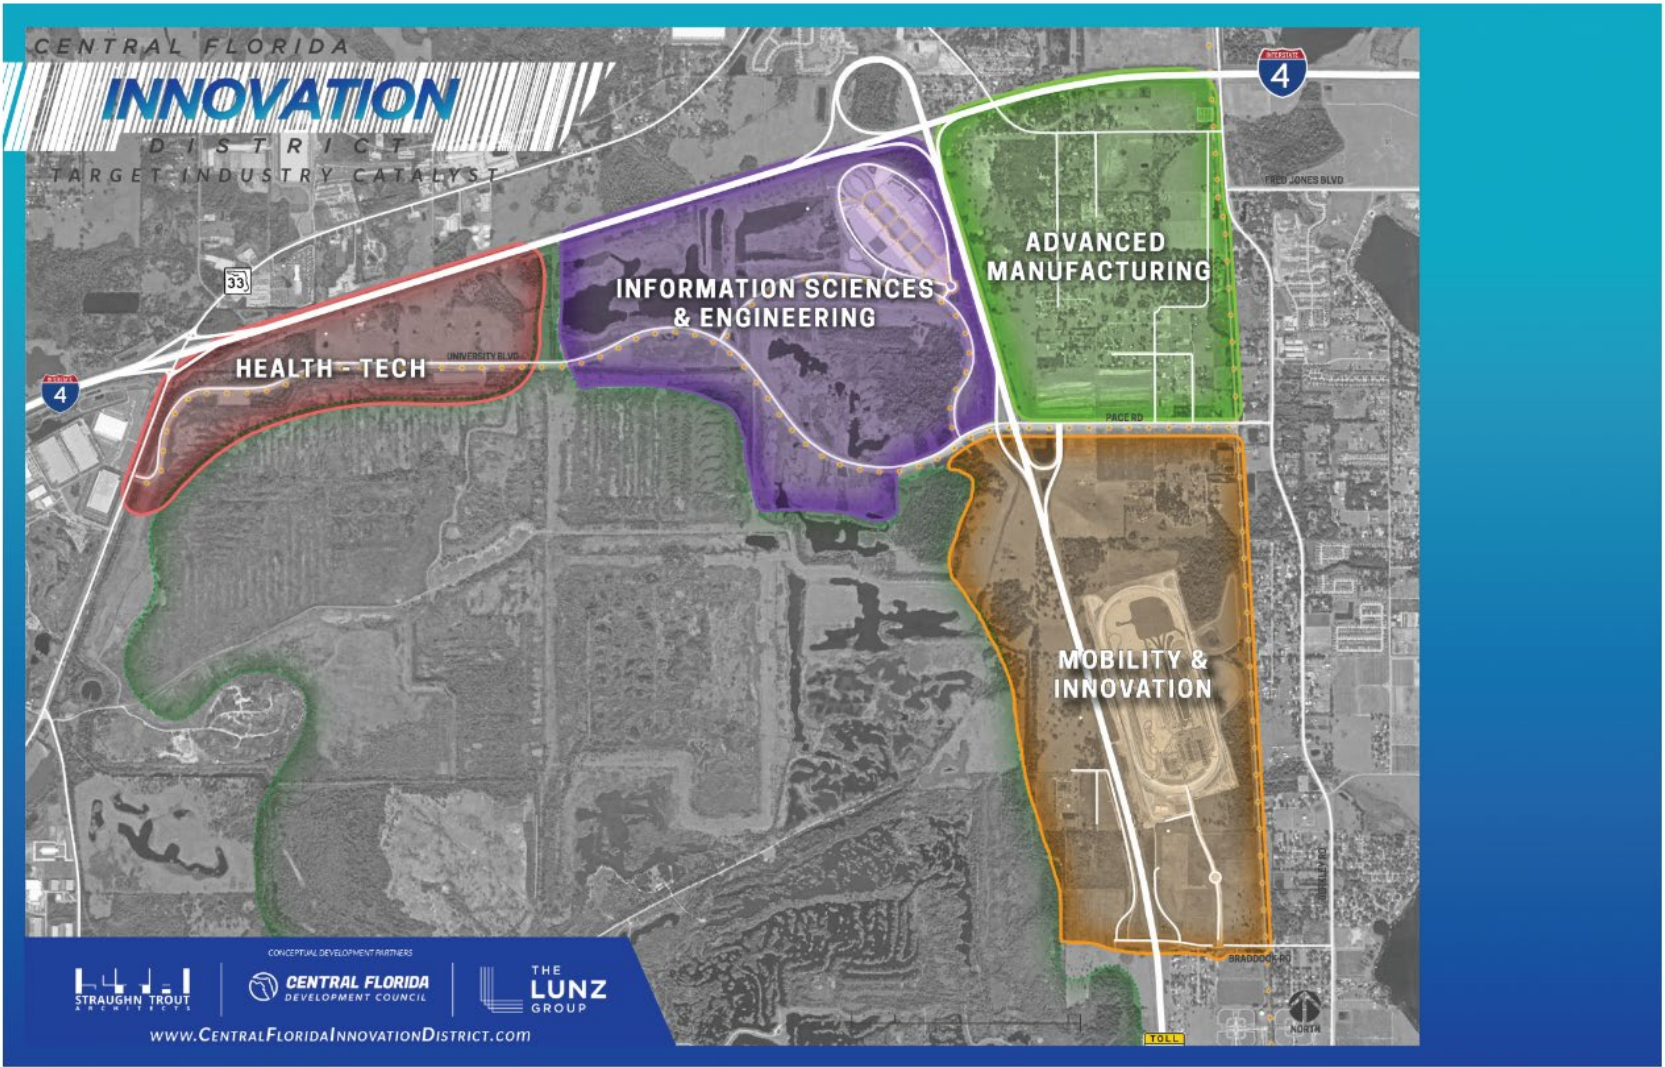 CENTRAL FLORIDA
INNOVATION
DISTRICT
TARGET INDUSTRY CATALYST
INTERSTATE
4
FRED JONES BLVD
33
ADVANCED
MANUFACTURING
INFORMATION SCIENCES
& ENGINEERING
UNIVERSITY BLVD
HEALTH - TECH
4
PACE RD
MOBILITY &
INNOVATION
BRADDOCK RD
NORTH
TOLL
CONCEPTUAL DEVELOPMENT PARTNERS
STRAUGHN TROUT
ARCHITECTS
CENTRAL FLORIDA
DEVELOPMENT COUNCIL
THE
LUNZ
GROUP
www.CentralFloridaInnovationDistrict.com